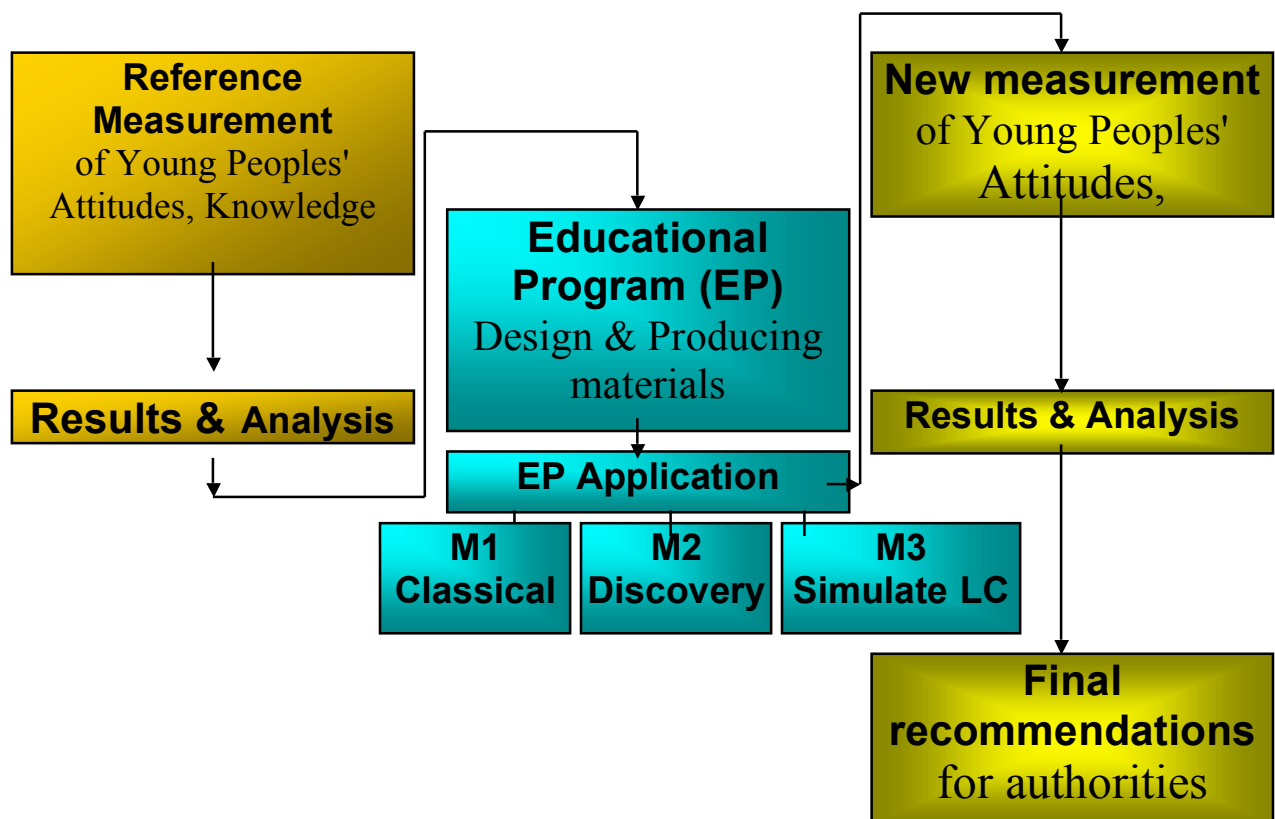 Reference
Measurement
of Young Peoples'
Attitudes, Knowledge
Results & Analysis
Educational
Program (EP)
Design & Producing
materials
EP Application
M1
Classical
M2
Discovery
M3
Simulate LC
New measurement
of Young Peoples'
Attitudes,
Results & Analysis
Final
recommendations
for authorities